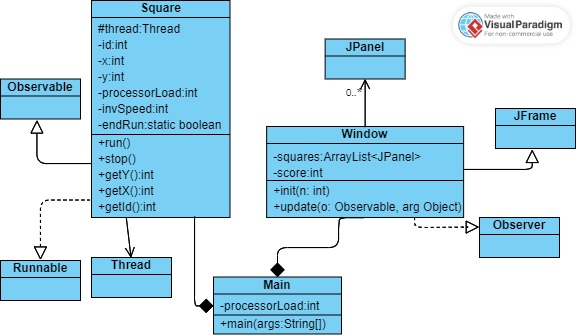 Square
#thread:Thread
-id:int
-x:int
-y:int
-processorLoad:int
-invSpeed:int
-endRun:static boolean
+run()
+stop()
+getY():int
+getX():int
+getId():int
Made with
Visual Paradigm
For non-commercial use
JPanel
0..*
Observable
JFrame
Window
-squares:ArrayList<JPanel>
-score:int
+init(n: int)
+update(o: Observable, arg Object)
Observer
Runnable
Thread
Main
-processorLoad:int
+main(args:String[])